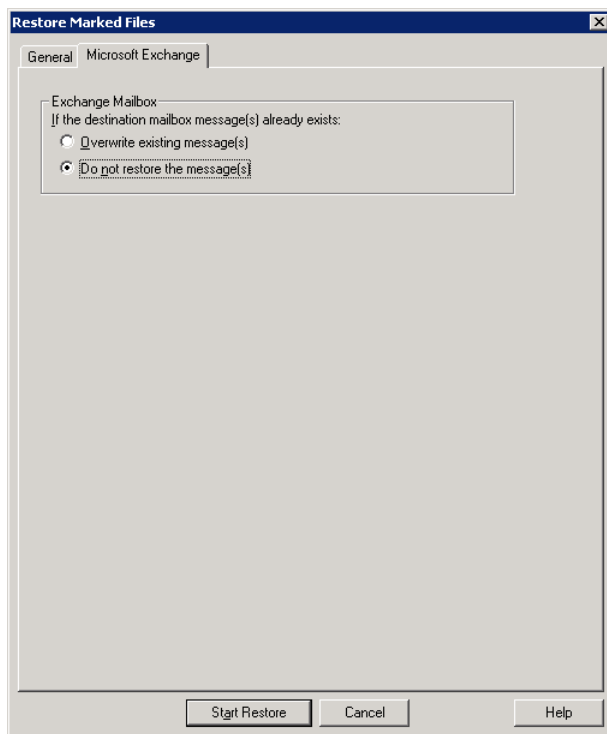 Restore Marked Files
General
Microsoft Exchange
Exchange Mailbox
If the destination mailbox message(s) already exists:
Overwrite existing message(s)
Do not restore the message(s)
Start Restore
Cancel
Help